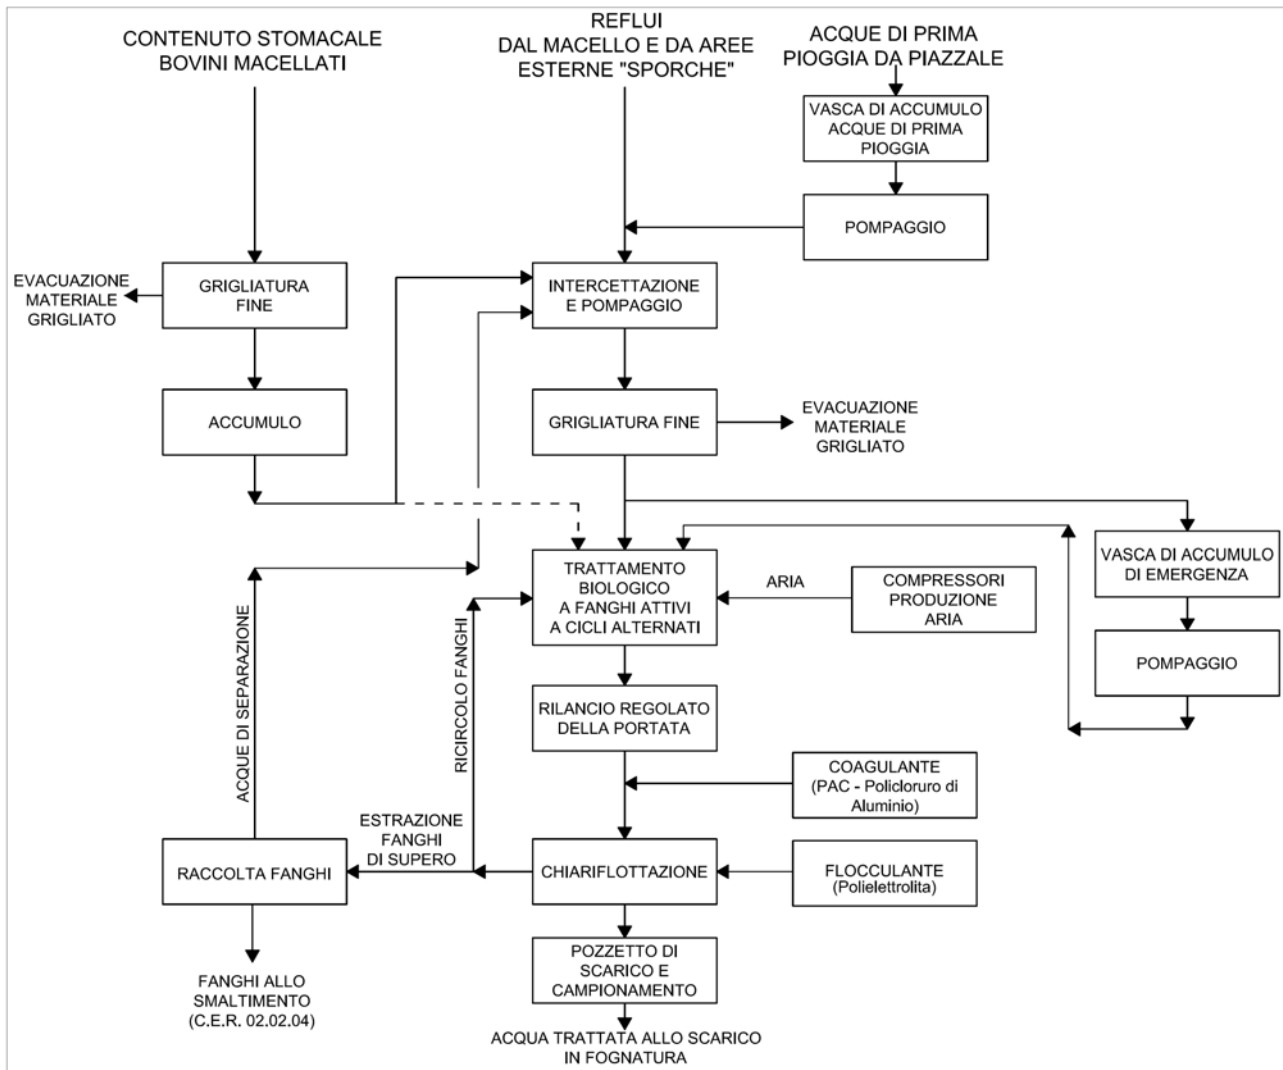 CONTENUTO STOMACALE
BOVINI MACELLATI
REFLUI
DAL MACELLO E DA AREE
ESTERNE "SPORCHE"
ACQUE DI PRIMA
PIOGGIA DA PIAZZALE
VASCA DI ACCUMULO
ACQUE DI PRIMA
PIOGGIA
POMPAGGIO
EVACUAZIONE
MATERIALE
GRIGLIATO
GRIGLIATURA
FINE
INTERCETTAZIONE
E POMPAGGIO
ACCUMULO
GRIGLIATURA FINE
EVACUAZIONE
MATERIALE
GRIGLIATO
TRATTAMENTO
BIOLOGICO
A FANGHI ATTIVI
A CICLI ALTERNATI
ARIA
COMPRESSORI
PRODUZIONE
ARIA
VASCA DI ACCUMULO
DI EMERGENZA
POMPAGGIO
ACQUE DI SEPARAZIONE
RICIRCOLO FANGHI
RILANCIO REGOLATO
DELLA PORTATA
COAGULANTE
(PAC - Policloruro di
Aluminio)
ESTRAZIONE
FANGHI
DI SUPERO
RACCOLTA FANGHI
CHIARIFLOTTAZIONE
FLOCCULANTE
(Polielettrolita)
POZZETTO DI
SCARICO E
CAMPIONAMENTO
FANGHI ALLO
SMALTIMENTO
(C.E.R. 02.02.04)
ACQUA TRATTATA ALLO SCARICO
IN FOGNATURA